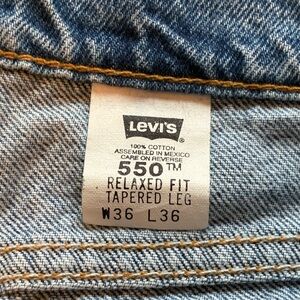 Levi's®
100% COTTON
ASSEMBLED IN MEXICO
CARE ON REVERSE
550™
RELAXED FIT
TAPERED LEG
W36 L36